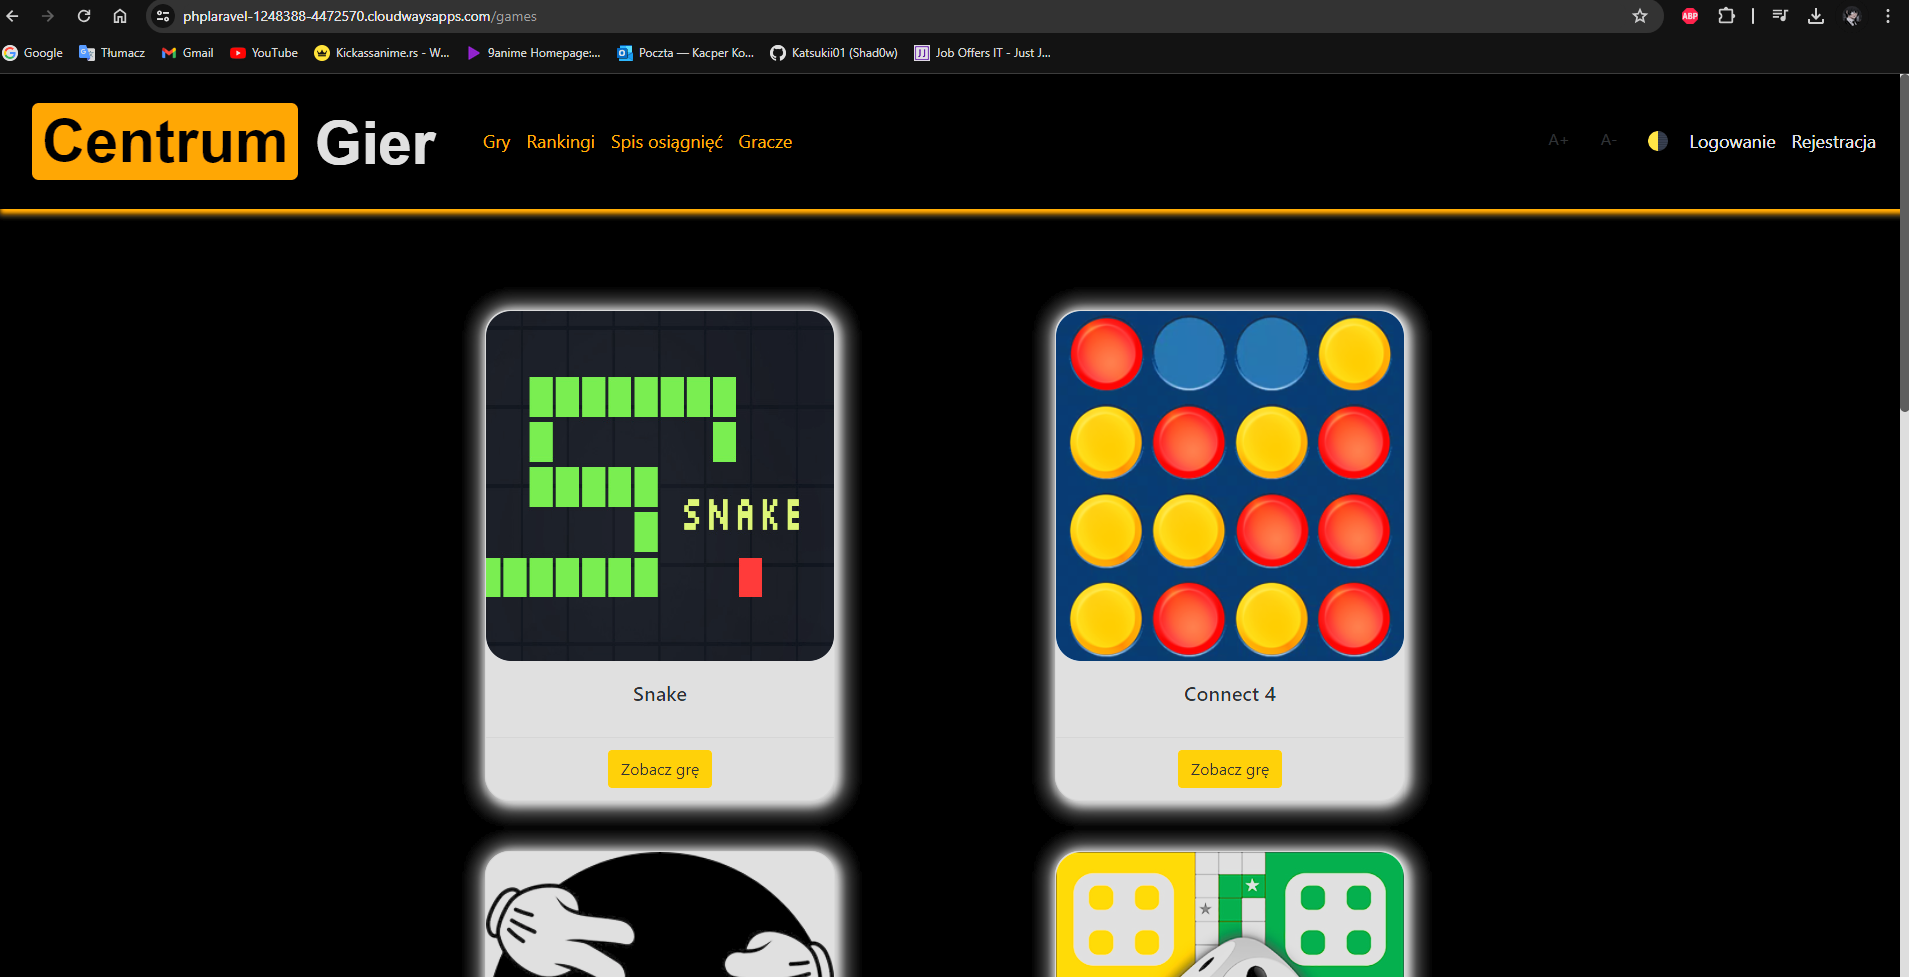 phplaravel-1248388-4472570.cloudwaysapps.com/games
ABP
Google Tłumacz Gmail YouTube Kickassanime.rs - W... 9anime Homepage:... Poczta — Kacper Ko... Katsukii01 (Shad0w) Job Offers IT - Just J...
Centrum Gier Gry Rankingi Spis osiągnięć Gracze A+ A- Logowanie Rejestracja
SNAKE
Snake Connect 4
Zobacz grę Zobacz grę